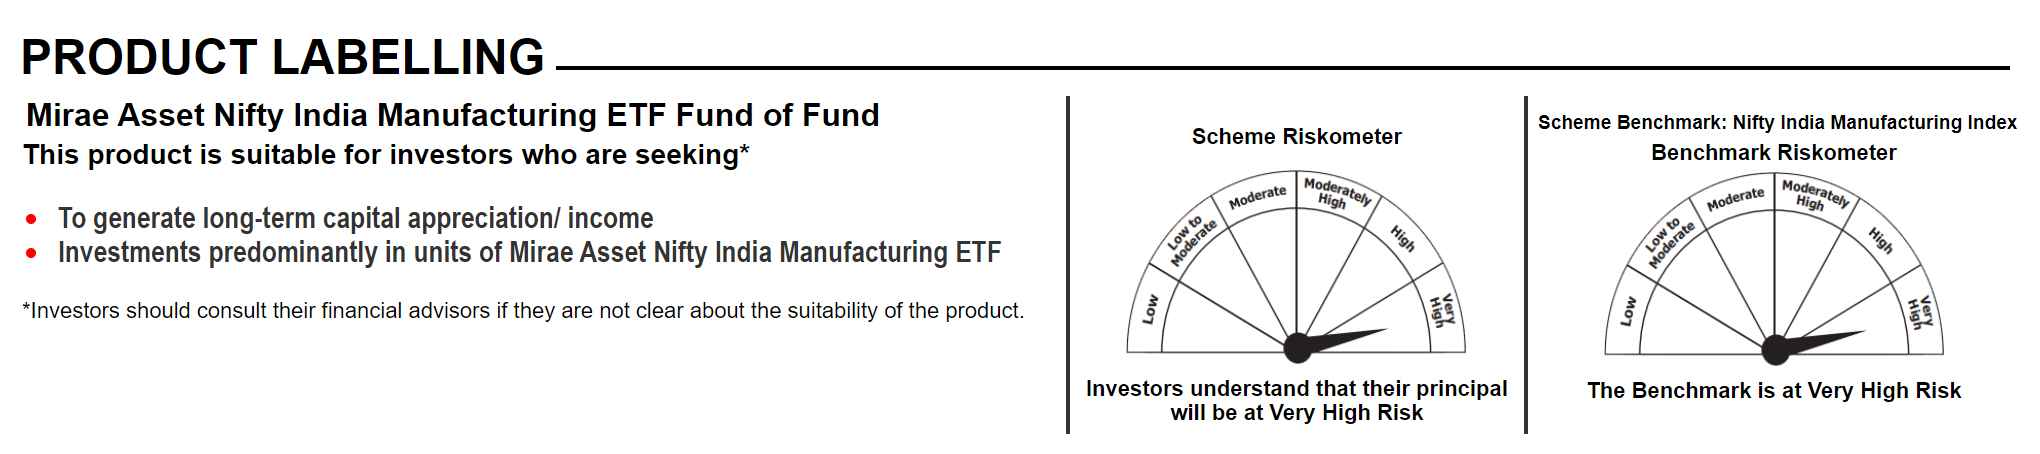 PRODUCT LABELLING
Mirae Asset Nifty India Manufacturing ETF Fund of Fund
This product is suitable for investors who are seeking*
• To generate long-term capital appreciation/ income
• Investments predominantly in units of Mirae Asset Nifty India Manufacturing ETF
*Investors should consult their financial advisors if they are not clear about the suitability of the product.
Scheme Riskometer
Low
Low to
Moderate
Moderate
Moderately
High
High
Very
High
Investors understand that their principal
will be at Very High Risk
Scheme Benchmark: Nifty India Manufacturing Index
Benchmark Riskometer
Low
Low to
Moderate
Moderate
Moderately
High
High
Very
High
The Benchmark is at Very High Risk